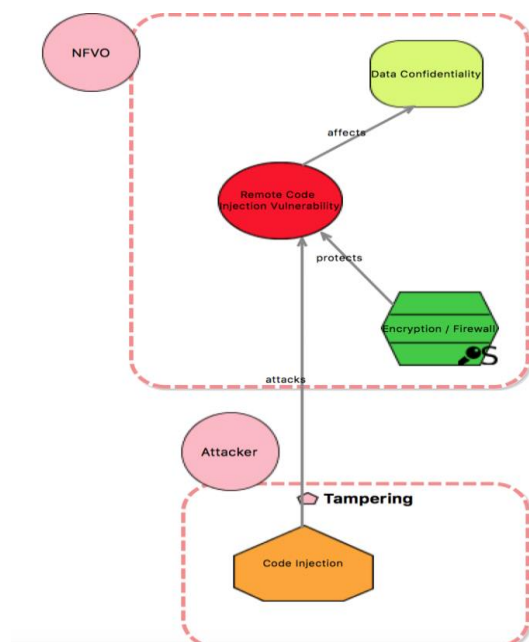 NFVO
Data Confidentiality
affects
Remote Code
Injection Vulnerability
protects
Encryption / Firewall
S
attacks
Attacker
Tampering
Code Injection